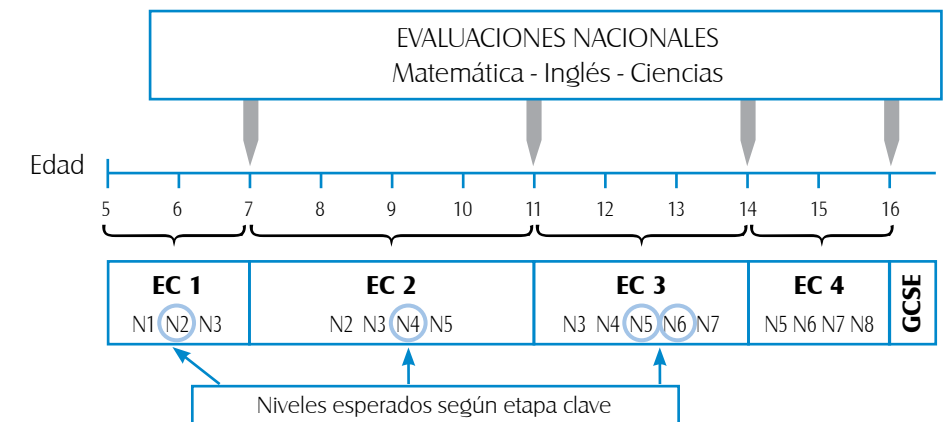 EVALUACIONES NACIONALES
Matemática - Inglés - Ciencias
Edad
5 6 7 8 9 10 11 12 13 14 15 16
EC 1 EC 2 EC 3 EC 4 GCSE
N1 N2 N3 N2 N3 N4 N5 N3 N4 N5 N6 N7 N5 N6 N7 N8
Niveles esperados según etapa clave